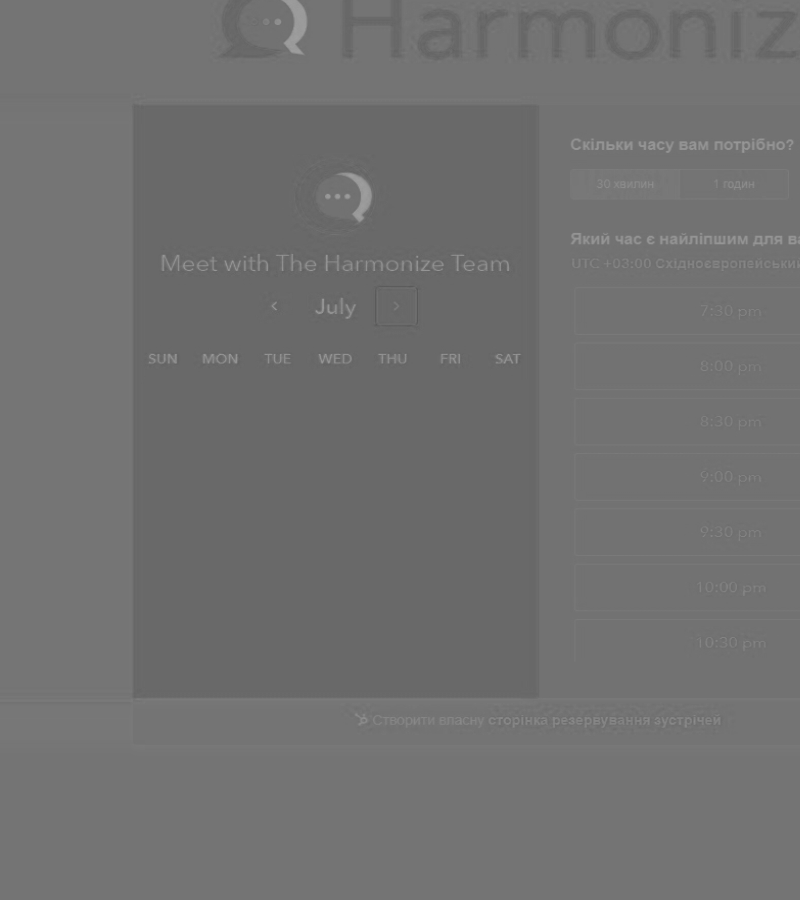 Harmoniz
Meet with The Harmonize Team
July
SUN MON TUE WED THU FRI SAT
Скільки часу вам потрібно?
30 хвилин 1 годин
Який час є найліпшим для ва
UTC +03:00 Східноєвропейський
7:30 pm
8:00 pm
8:30 pm
9:00 pm
9:30 pm
10:00 pm
10:30 pm
Створити власну сторінка резервування зустрічей